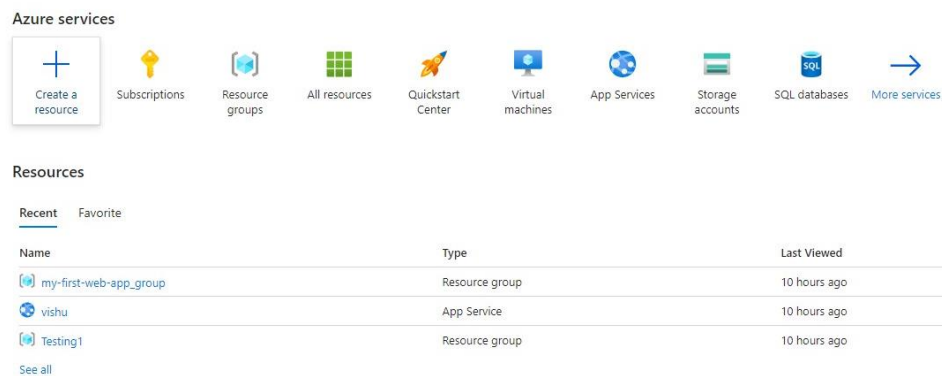 Azure services
Create a resource
Subscriptions
Resource groups
All resources
Quickstart Center
Virtual machines
App Services
Storage accounts
SQL
SQL databases
More services
Resources
Recent Favorite
Name Type Last Viewed
my-first-web-app_group Resource group 10 hours ago
vishu App Service 10 hours ago
Testing1 Resource group 10 hours ago
See all